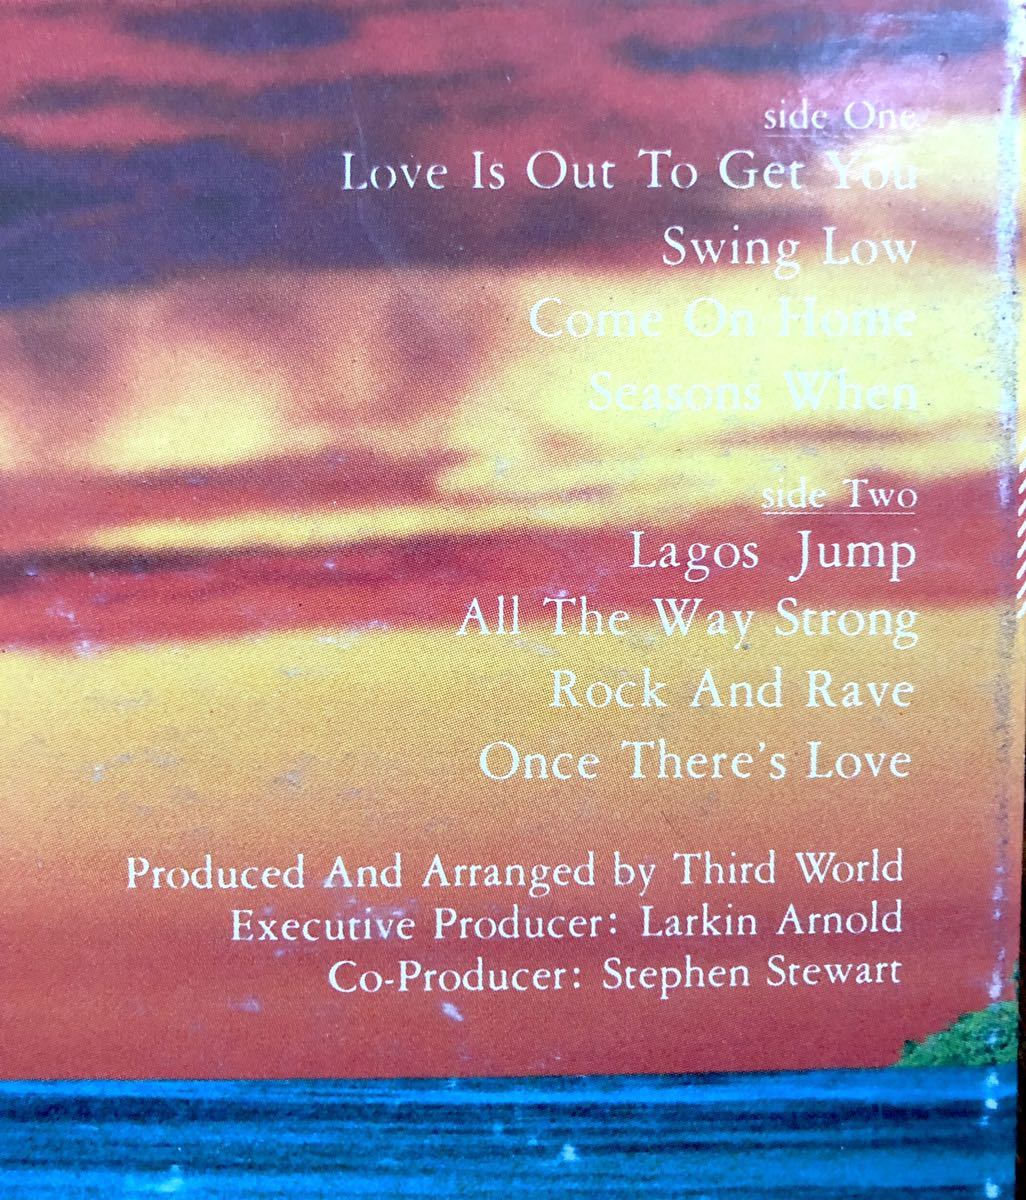 side One
Love Is Out To Get You
Swing Low
Come On Home
Seasons When
side Two
Lagos Jump
All The Way Strong
Rock And Rave
Once There's Love
Produced And Arranged by Third World
Executive Producer: Larkin Arnold
Co-Producer: Stephen Stewart